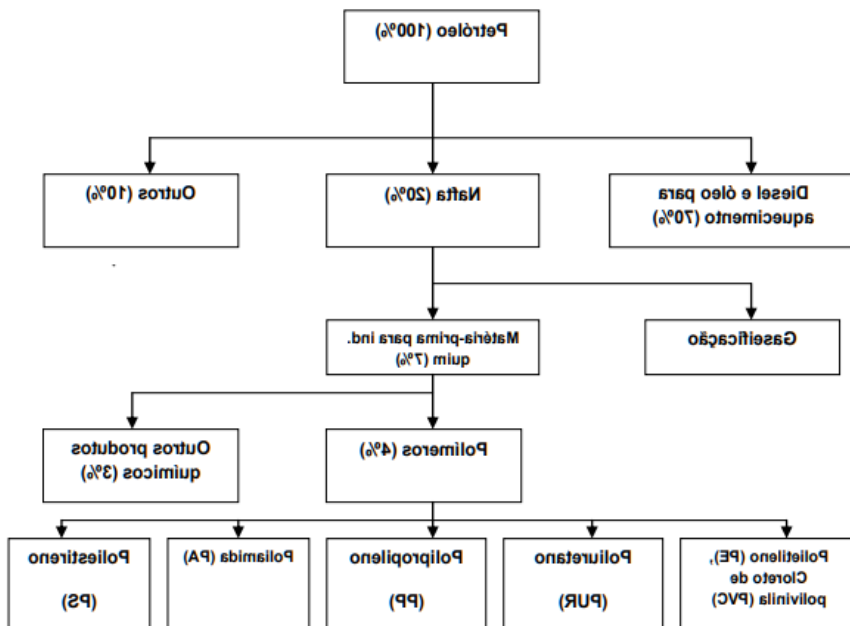 Petróleo (100%)
Diesel e óleo para
aquecimento (70%)
Nafta (20%)
Outros (10%)
Gaseificação
Matéria-prima para ind.
quim (7%)
Polímeros (4%)
Outros produtos
químicos (3%)
Polietileno (PE),
Cloreto de
polivinila (PVC)
Poliuretano
(PUR)
Polipropileno
(PP)
Poliamida (PA)
Poliestireno
(PS)